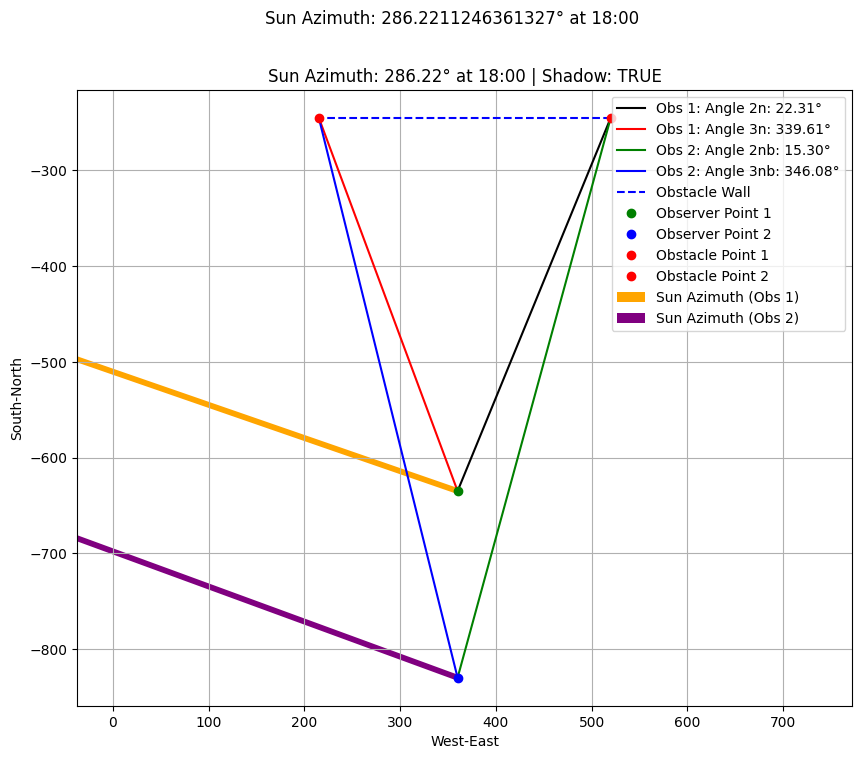 Sun Azimuth: 286.2211246361327° at 18:00
Sun Azimuth: 286.22° at 18:00 | Shadow: TRUE
Obs 1: Angle 2n: 22.31°
Obs 1: Angle 3n: 339.61°
Obs 2: Angle 2nb: 15.30°
Obs 2: Angle 3nb: 346.08°
Obstacle Wall
Observer Point 1
Observer Point 2
Obstacle Point 1
Obstacle Point 2
Sun Azimuth (Obs 1)
Sun Azimuth (Obs 2)
South-North
−300
−400
−500
−600
−700
−800
0 100 200 300 400 500 600 700
West-East